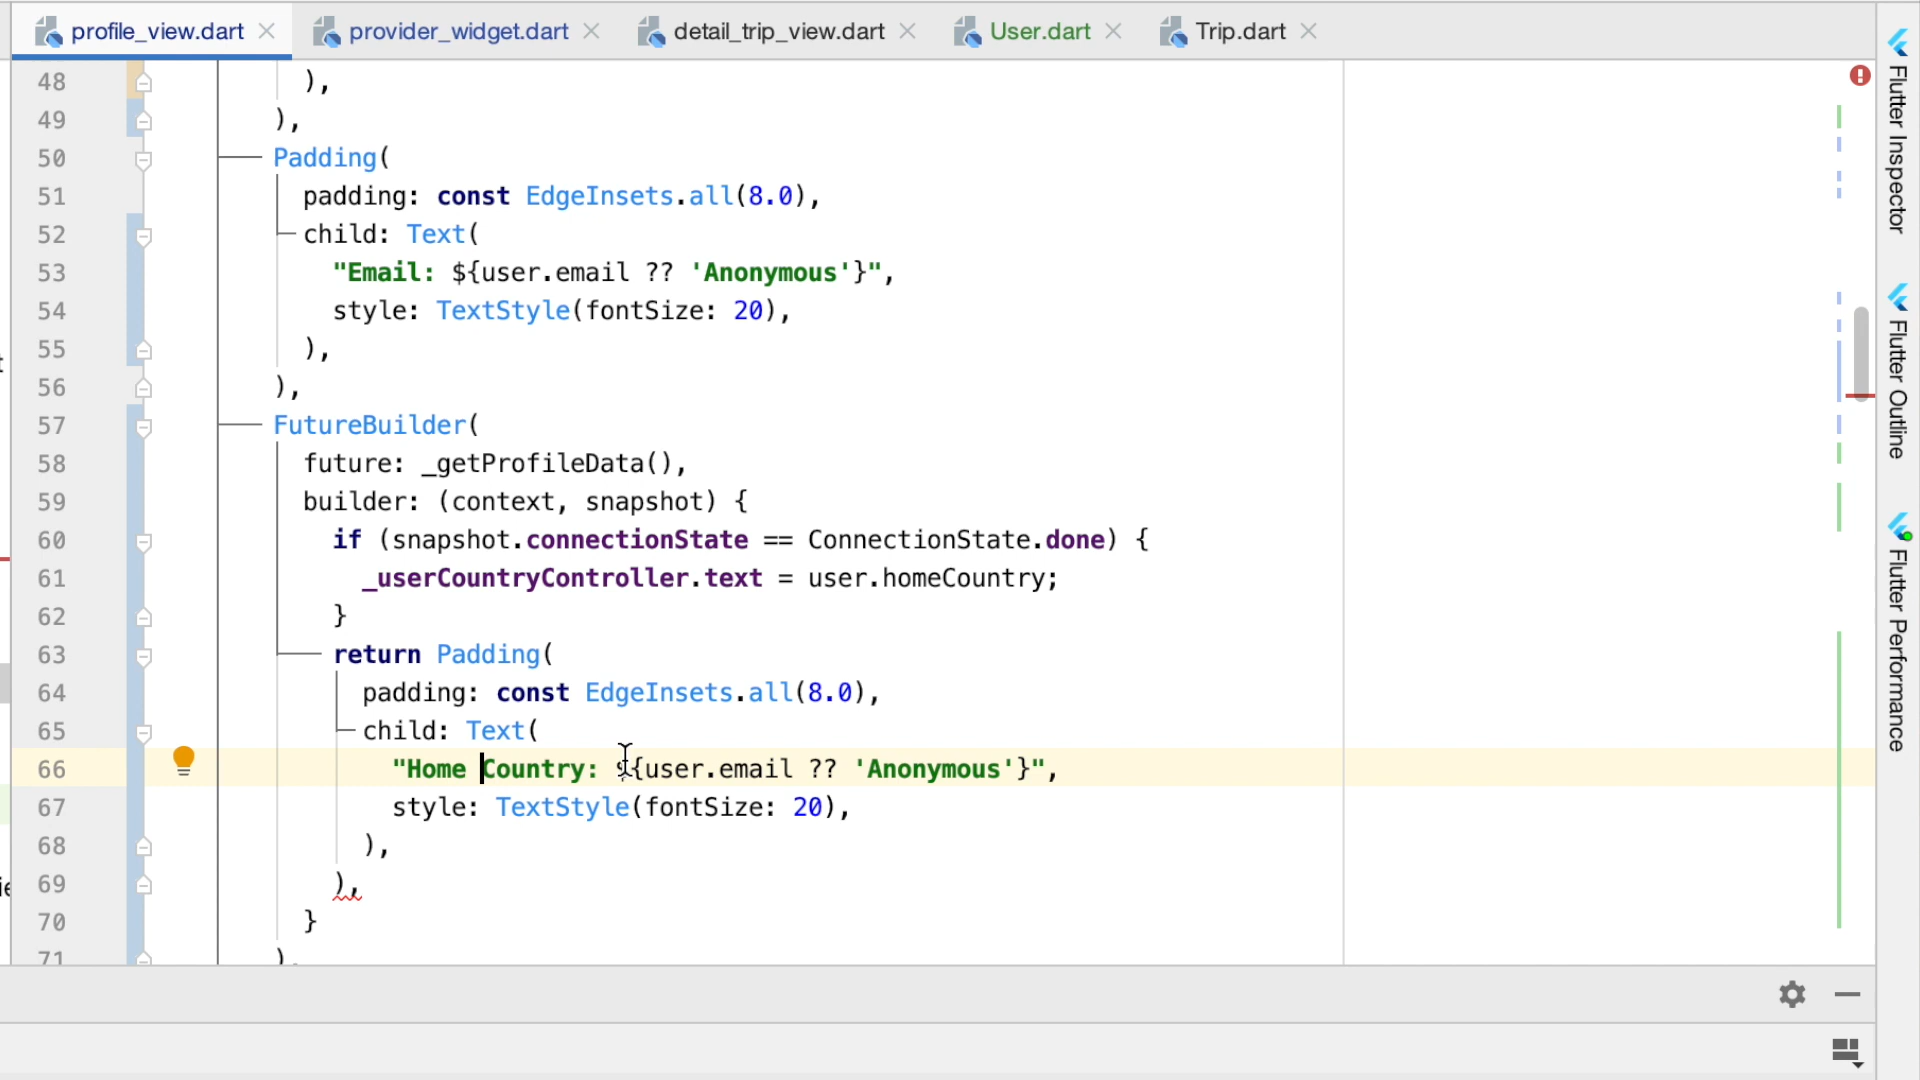 profile_view.dart
provider_widget.dart
detail_trip_view.dart
User.dart
Trip.dart
48 ),
49 ),
50 Padding(
51 padding: const EdgeInsets.all(8.0),
52 child: Text(
53 "Email: ${user.email ?? 'Anonymous'}",
54 style: TextStyle(fontSize: 20),
55 ),
56 ),
57 FutureBuilder(
58 future: _getProfileData(),
59 builder: (context, snapshot) {
60 if (snapshot.connectionState == ConnectionState.done) {
61 _userCountryController.text = user.homeCountry;
62 }
63 return Padding(
64 padding: const EdgeInsets.all(8.0),
65 child: Text(
66 "Home Country: ${user.email ?? 'Anonymous'}",
67 style: TextStyle(fontSize: 20),
68 ),
69 ),
70 }
71 ),
Flutter Inspector
Flutter Outline
Flutter Performance